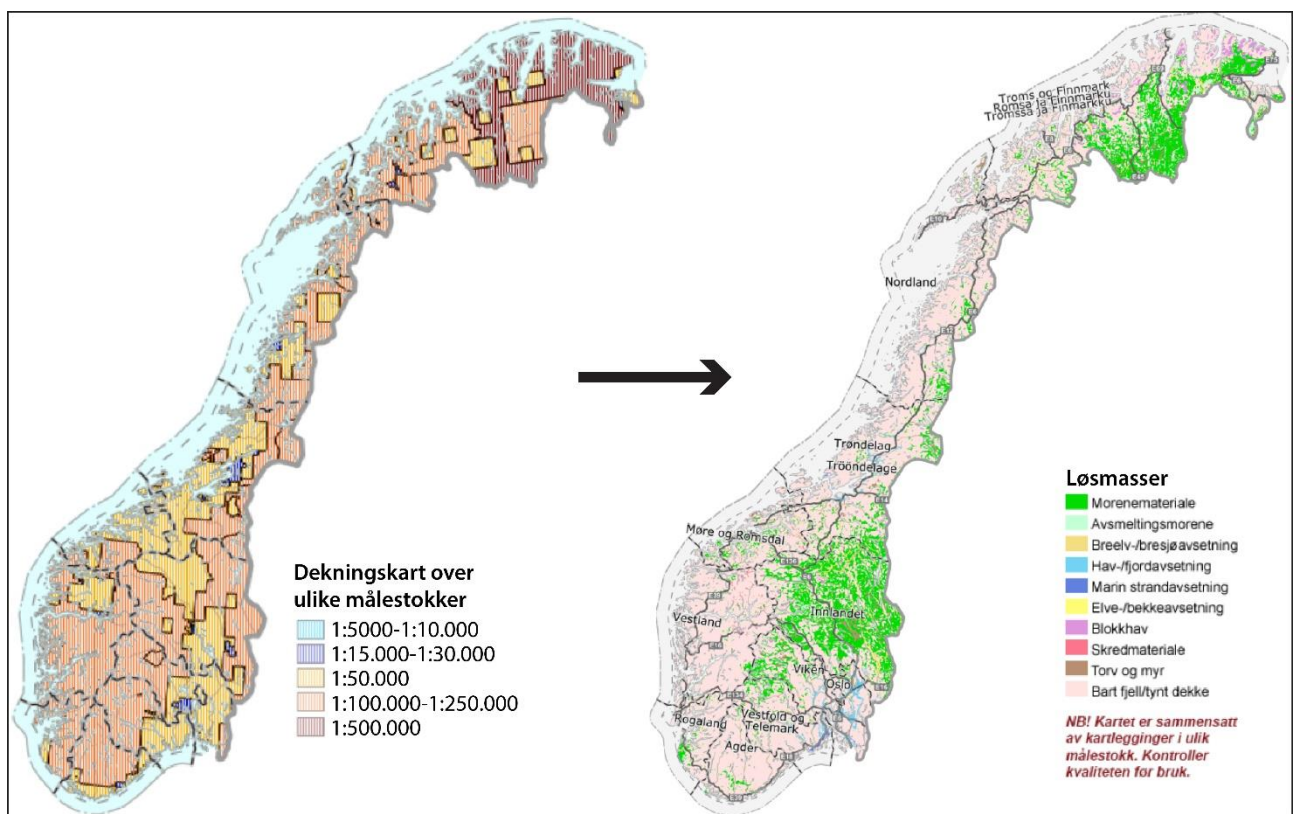 Dekningskart over
ulike målestokker
1:5000-1:10.000
1:15.000-1:30.000
1:50.000
1:100.000-1:250.000
1:500.000
Troms og Finnmark
Romsa ja Finnmárku
Tromssa ja Finmarkku
Nordland
Trøndelag
Trööndelage
Møre og Romsdal
Innlandet
Vestland
Viken
Oslo
Vestfold og
Telemark
Rogaland
Agder
Løsmasser
Morenemateriale
Avsmeltingsmorene
Breelv-/bresjøavsetning
Hav-/fjordavsetning
Marin strandavsetning
Elve-/bekkeavsetning
Blokkhav
Skredmateriale
Torv og myr
Bart fjell/tynt dekke
NB! Kartet er sammensatt
av kartlegginger i ulik
målestokk. Kontroller
kvaliteten før bruk.